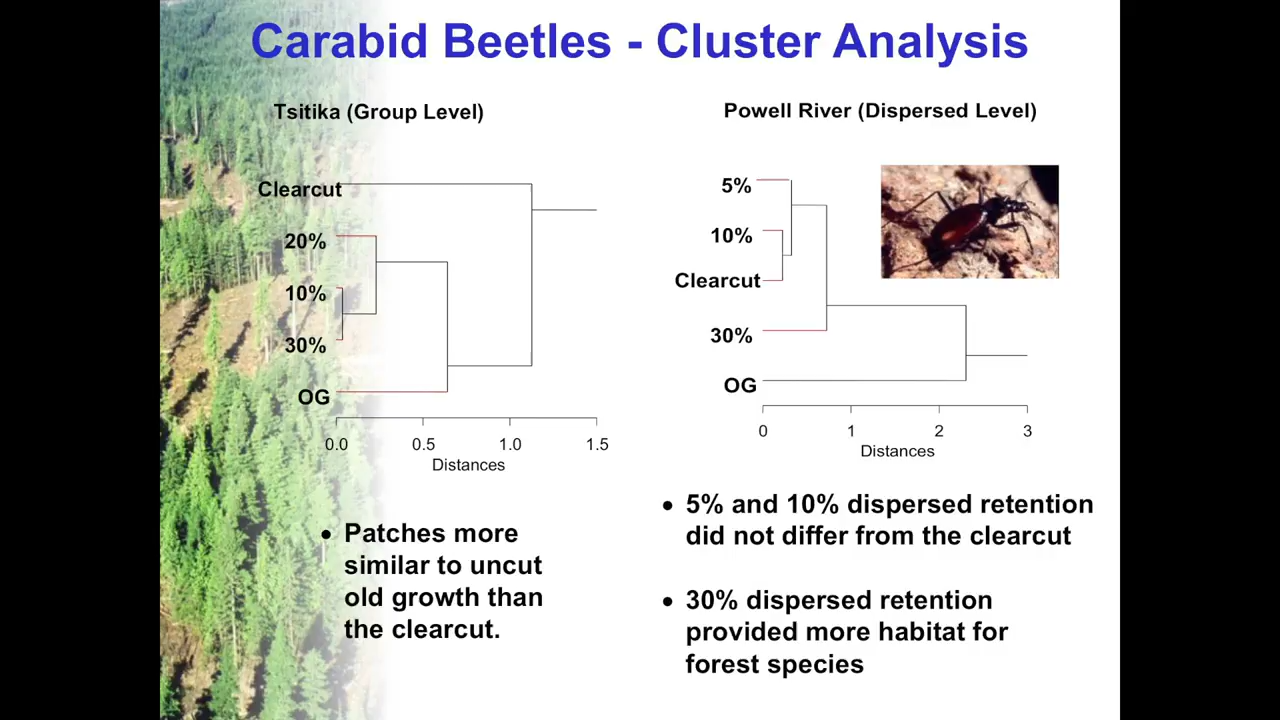 Carabid Beetles - Cluster Analysis
Tsitika (Group Level)
Clearcut
20%
10%
30%
OG
0.0 0.5 1.0 1.5
Distances
• Patches more
similar to uncut
old growth than
the clearcut.
Powell River (Dispersed Level)
5%
10%
Clearcut
30%
OG
0 1 2 3
Distances
• 5% and 10% dispersed retention
did not differ from the clearcut
• 30% dispersed retention
provided more habitat for
forest species